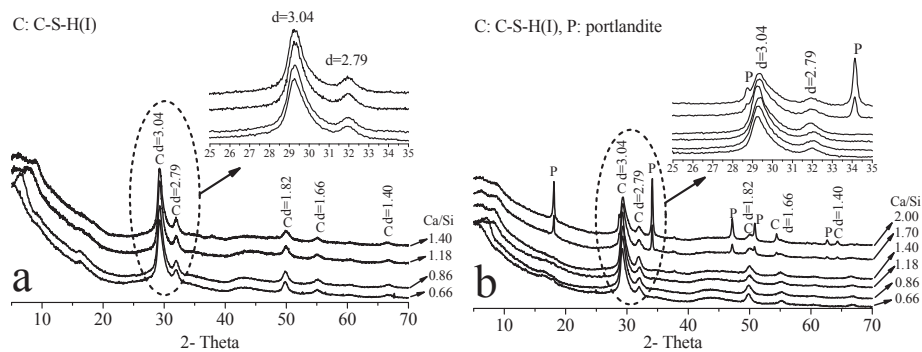 C: C-S-H(I)
d=3.04
d=2.79
25 26 27 28 29 30 31 32 33 34 35
C d=3.04
C d=2.79
C d=1.82
C d=1.66
C d=1.40
Ca/Si
1.40
1.18
0.86
0.66
a
10 20 30 40 50 60 70
2- Theta
C: C-S-H(I), P: portlandite
P
d=3.04
d=2.79
P
25 26 27 28 29 30 31 32 33 34 35
P
C d=3.04
C d=2.79
P
P
C d=1.82
P
C d=1.66
P
C d=1.40
Ca/Si
2.00
1.70
1.40
1.18
0.86
0.66
b
10 20 30 40 50 60 70
2- Theta